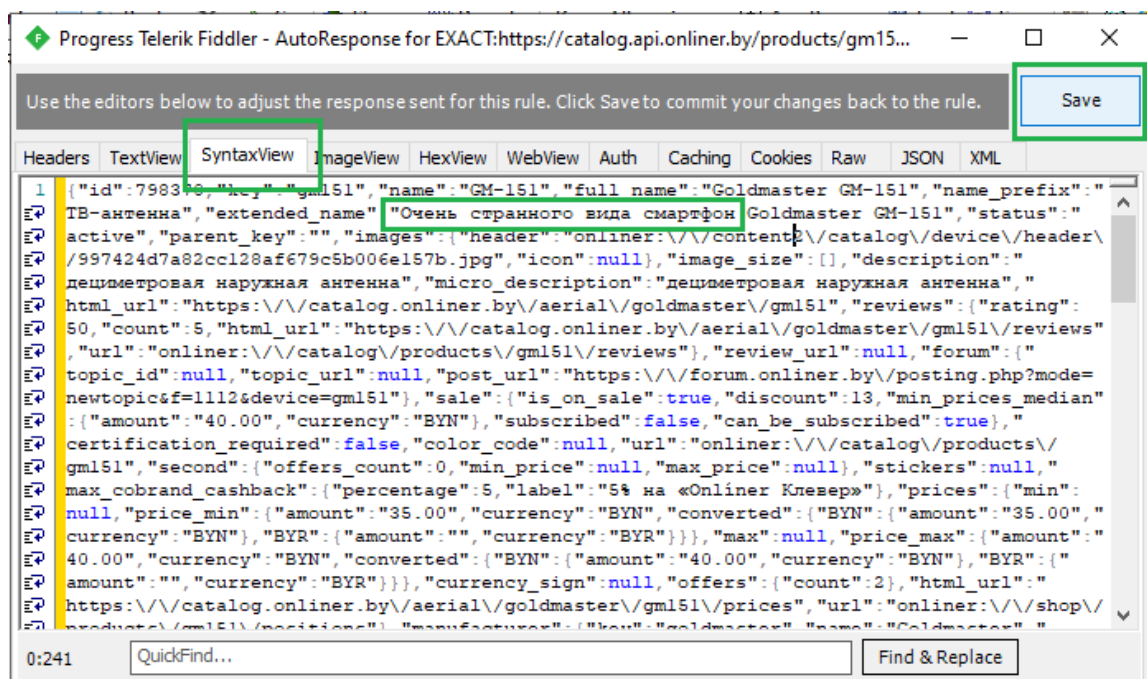 Progress Telerik Fiddler - AutoResponse for EXACT:https://catalog.api.onliner.by/products/gm15...
Use the editors below to adjust the response sent for this rule. Click Save to commit your changes back to the rule.
Save
Headers TextView SyntaxView ImageView HexView WebView Auth Caching Cookies Raw JSON XML
1 {"id":798370,"key":"gm151","name":"GM-151","full_name":"Goldmaster GM-151","name_prefix":"
ТВ-антенна","extended_name":"Очень странного вида смартфон Goldmaster GM-151","status":"
active","parent_key":"","images":{"header":"onliner:\/\/content2\/catalog\/device\/header\
/997424d7a82cc128af679c5b006e157b.jpg","icon":null},"image_size":[],"description":"
дециметровая наружная антенна","micro_description":"дециметровая наружная антенна","
html_url":"https:\/\/catalog.onliner.by\/aerial\/goldmaster\/gm151","reviews":{"rating":
50,"count":5,"html_url":"https:\/\/catalog.onliner.by\/aerial\/goldmaster\/gm151\/reviews"
,"url":"onliner:\/\/catalog\/products\/gm151\/reviews"},"review_url":null,"forum":{"
topic_id":null,"topic_url":null,"post_url":"https:\/\/forum.onliner.by\/posting.php?mode=
newtopic&f=1112&device=gm151"},"sale":{"is_on_sale":true,"discount":13,"min_prices_median"
:{"amount":"40.00","currency":"BYN"},"subscribed":false,"can_be_subscribed":true},"
certification_required":false,"color_code":null,"url":"onliner:\/\/catalog\/products\/
gm151","second":{"offers_count":0,"min_price":null,"max_price":null},"stickers":null,"
max_cobrand_cashback":{"percentage":5,"label":"5% на «Onlíner Клевер»"},"prices":{"min":
null,"price_min":{"amount":"35.00","currency":"BYN","converted":{"BYN":{"amount":"35.00","
currency":"BYN"},"BYR":{"amount":"","currency":"BYR"}}},"max":null,"price_max":{"amount":"
40.00","currency":"BYN","converted":{"BYN":{"amount":"40.00","currency":"BYN"},"BYR":{"
amount":"","currency":"BYR"}}},"currency_sign":null,"offers":{"count":2},"html_url":"
https:\/\/catalog.onliner.by\/aerial\/goldmaster\/gm151\/prices","url":"onliner:\/\/shop\/
products\/gm151\/positions"},"manufacturer":{"key":"goldmaster","name":"Goldmaster","
0:241 QuickFind... Find & Replace